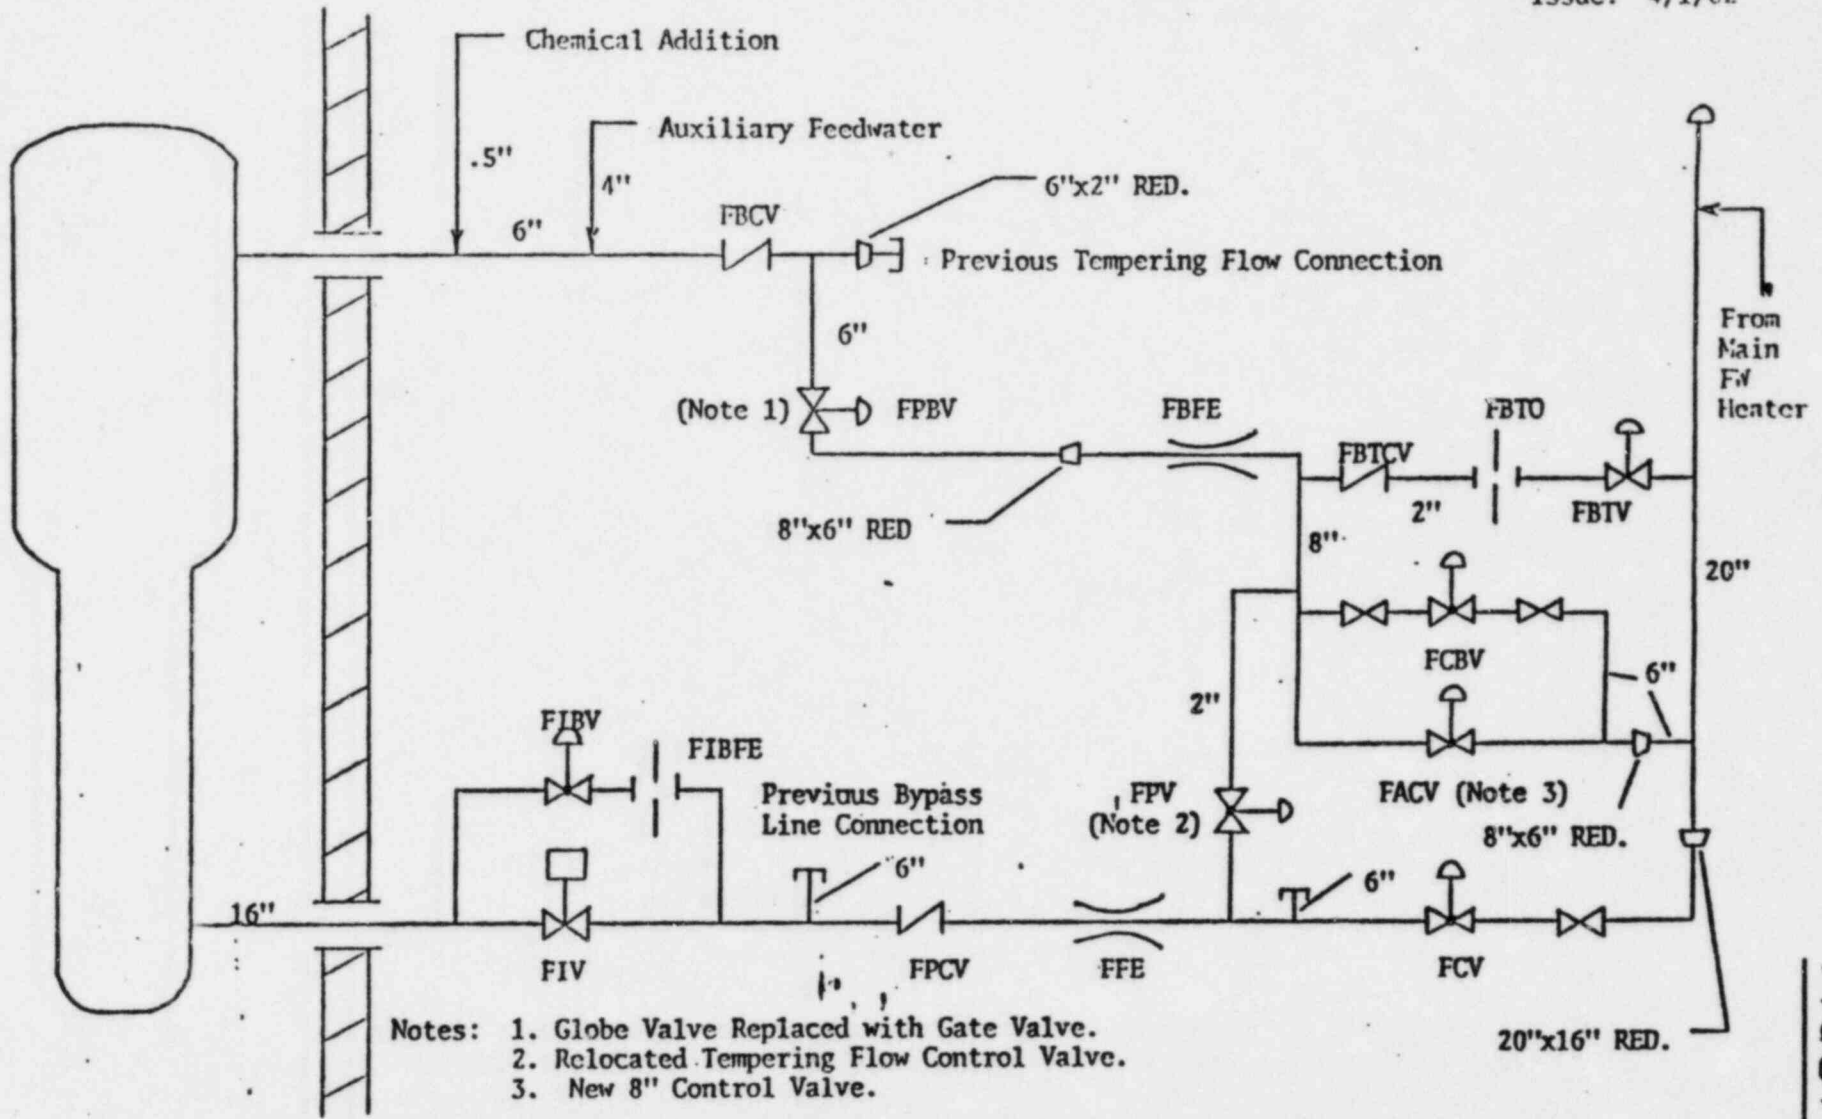 Chemical Addition
Auxiliary Feedwater
.5"
4"
6"x2" RED.
FBCV
6"
Previous Tempering Flow Connection
6"
From
Main
FW
Heater
(Note 1)
FPBV
FBFE
FBTO
FBTCV
8"x6" RED
2"
FBTV
8"
20"
FCBV
6"
2"
FIBV
FIBFE
Previous Bypass
Line Connection
FPV
(Note 2)
FACV (Note 3)
8"x6" RED.
6"
6"
16"
FIV
FPCV
FFE
FCV
20"x16" RED.
Notes: 1. Globe Valve Replaced with Gate Valve.
2. Relocated Tempering Flow Control Valve.
3. New 8" Control Valve.